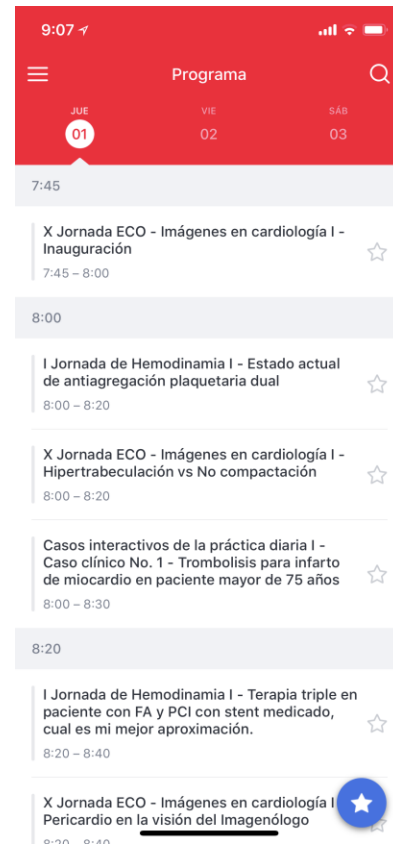 9:07
Programa
JUE VIE SÁB
01 02 03
7:45
X Jornada ECO - Imágenes en cardiología I -
Inauguración
7:45 – 8:00
8:00
I Jornada de Hemodinamia I - Estado actual
de antiagregación plaquetaria dual
8:00 – 8:20
X Jornada ECO - Imágenes en cardiología I -
Hipertrabeculación vs No compactación
8:00 – 8:20
Casos interactivos de la práctica diaria I -
Caso clínico No. 1 - Trombolisis para infarto
de miocardio en paciente mayor de 75 años
8:00 – 8:30
8:20
I Jornada de Hemodinamia I - Terapia triple en
paciente con FA y PCI con stent medicado,
cual es mi mejor aproximación.
8:20 – 8:40
X Jornada ECO - Imágenes en cardiología I
Pericardio en la visión del Imagenólogo
8:20 – 8:40